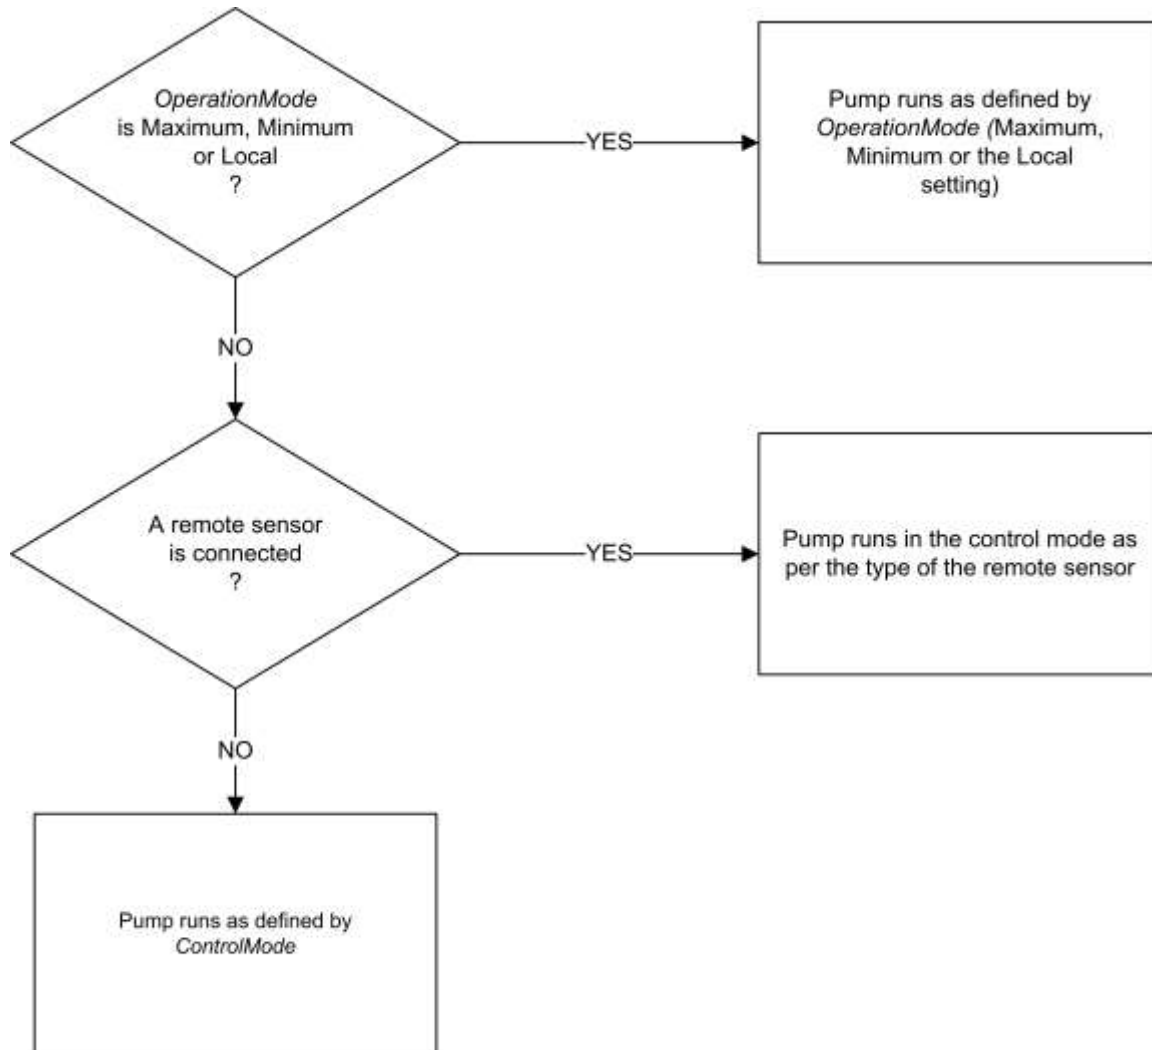 OperationMode
is Maximum, Minimum
or Local
?
YES
Pump runs as defined by
OperationMode (Maximum,
Minimum or the Local
setting)
NO
A remote sensor
is connected
?
YES
Pump runs in the control mode as
per the type of the remote sensor
NO
Pump runs as defined by
ControlMode